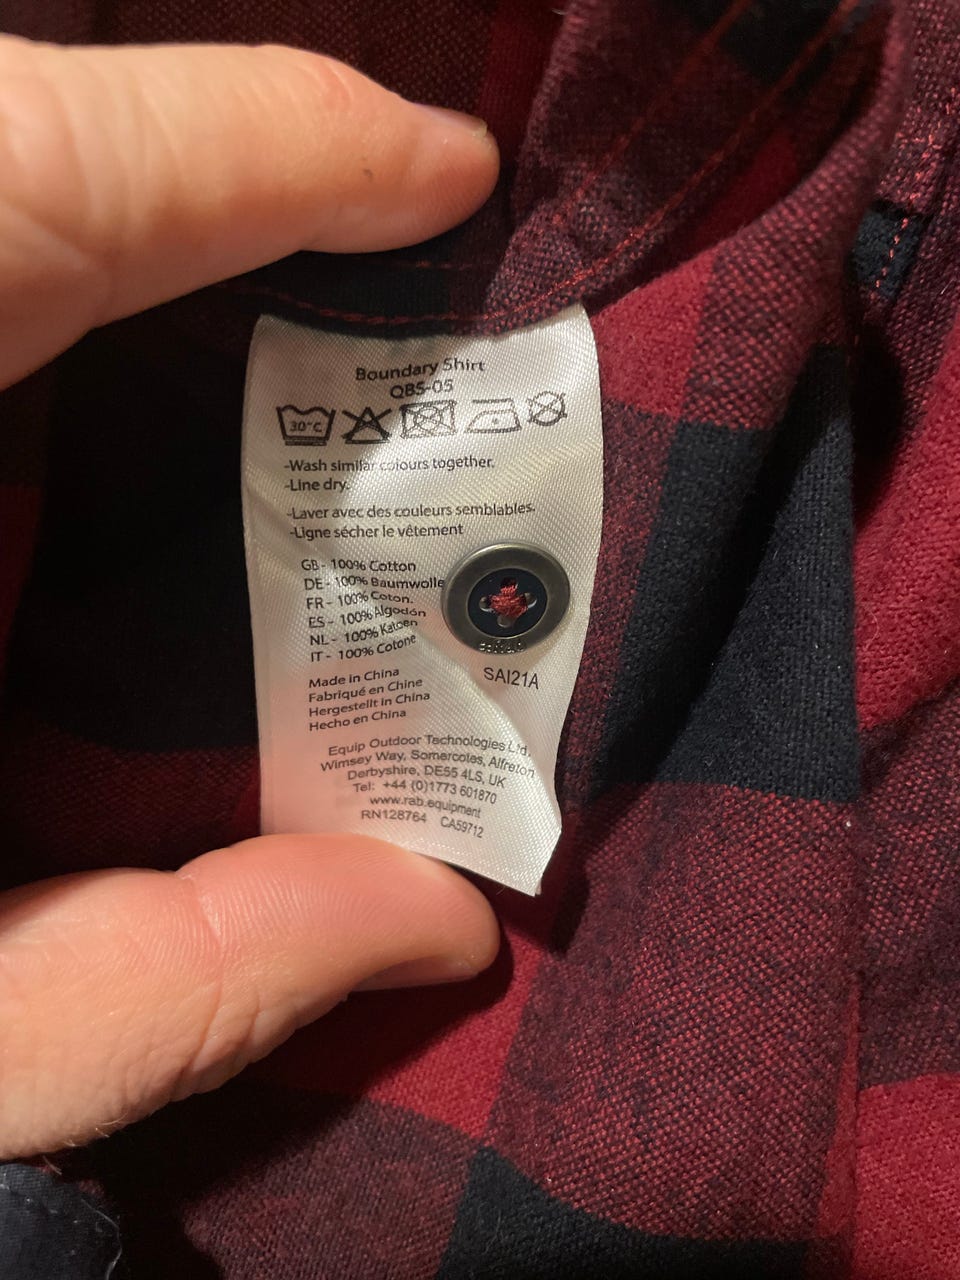 Boundary Shirt
QBS-05
30°C
-Wash similar colours together.
-Line dry.
-Laver avec des couleurs semblables.
-Ligne sécher le vêtement
GB - 100% Cotton
DE - 100% Baumwolle
FR - 100% Coton.
ES - 100% Algodón
NL - 100% Katoen
IT - 100% Cotone
SAI21A
Made in China
Fabriqué en Chine
Hergestellt in China
Hecho en China
Equip Outdoor Technologies Ltd.
Wimsey Way, Somercotes, Alfreton
Derbyshire, DE55 4LS, UK
Tel: +44 (0)1773 601870
www.rab.equipment
RN128764 CA59712